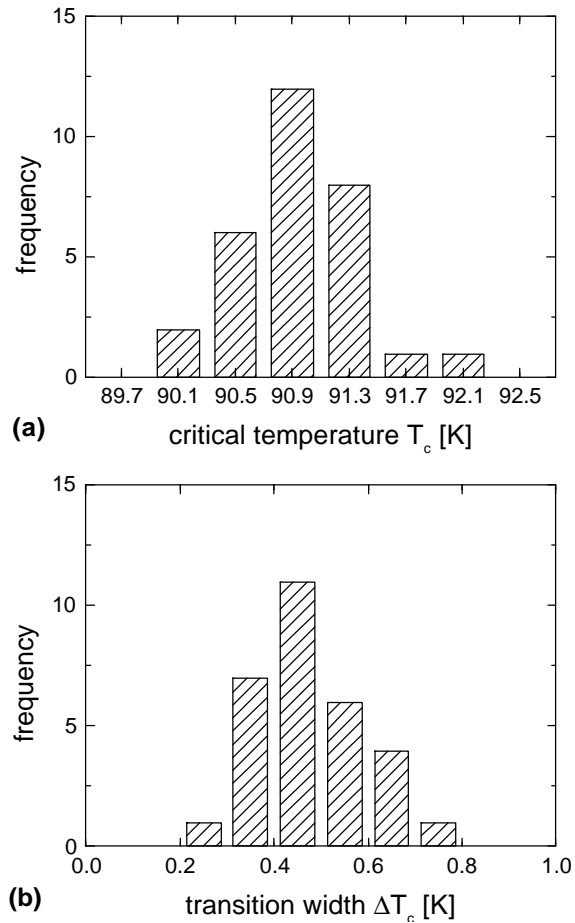 15
10
5
0
frequency
89.7 90.1 90.5 90.9 91.3 91.7 92.1 92.5
(a)
critical temperature T_c [K]
15
10
5
0
frequency
0.0 0.2 0.4 0.6 0.8 1.0
(b)
transition width ΔT_c [K]